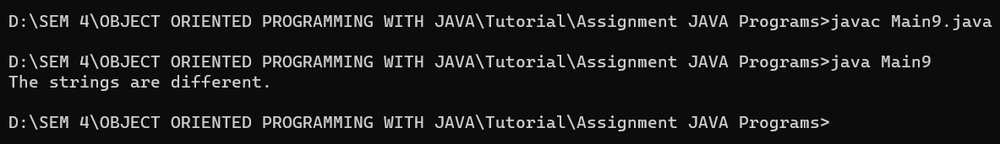 D:\SEM 4\OBJECT ORIENTED PROGRAMMING WITH JAVA\Tutorial\Assignment JAVA Programs>javac Main9.java
D:\SEM 4\OBJECT ORIENTED PROGRAMMING WITH JAVA\Tutorial\Assignment JAVA Programs>java Main9
The strings are different.
D:\SEM 4\OBJECT ORIENTED PROGRAMMING WITH JAVA\Tutorial\Assignment JAVA Programs>